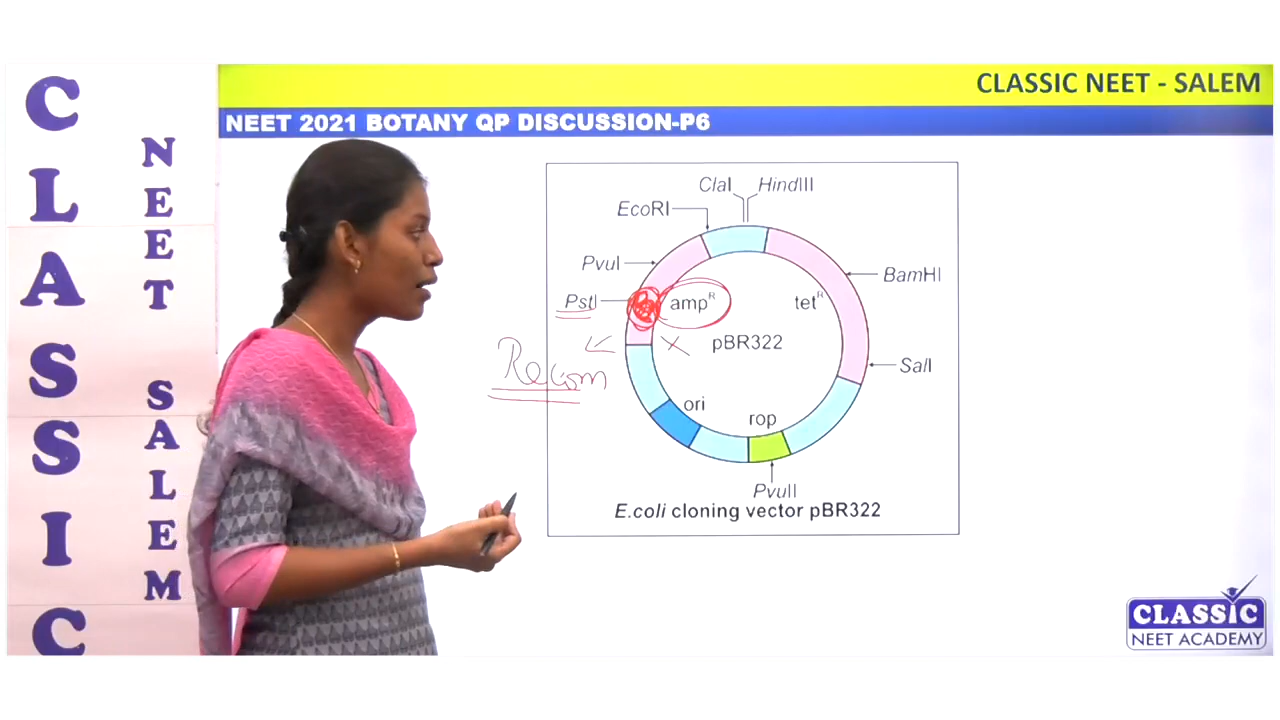 CLASSIC
NEET SALEM
CLASSIC NEET - SALEM
NEET 2021 BOTANY QP DISCUSSION-P6
ClaI HindIII
EcoRI
PvuI
BamHI
PstI
amp^R
tet^R
pBR322
Recom
SalI
ori
rop
PvuII
E.coli cloning vector pBR322
CLASSIC
NEET ACADEMY